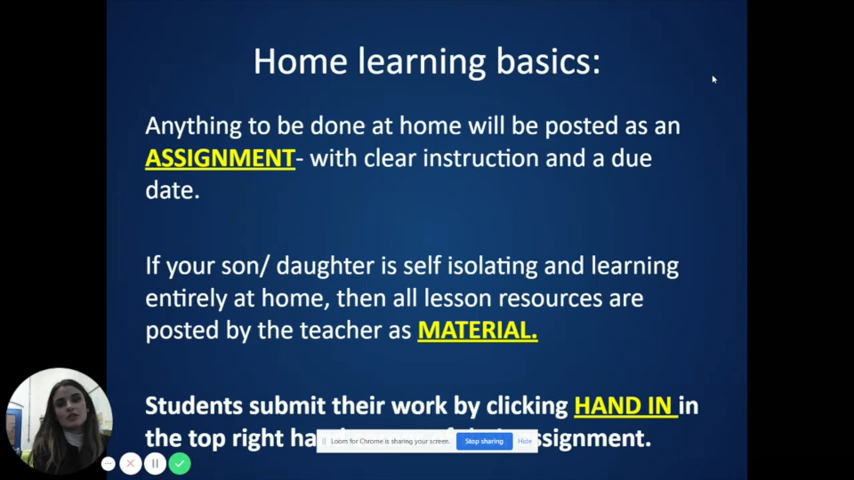 Home learning basics:
Anything to be done at home will be posted as an
ASSIGNMENT- with clear instruction and a due
date.
If your son/ daughter is self isolating and learning
entirely at home, then all lesson resources are
posted by the teacher as MATERIAL.
Students submit their work by clicking HAND IN in
the top right
Loom for Chrome is sharing your screen. Stop sharing Hide